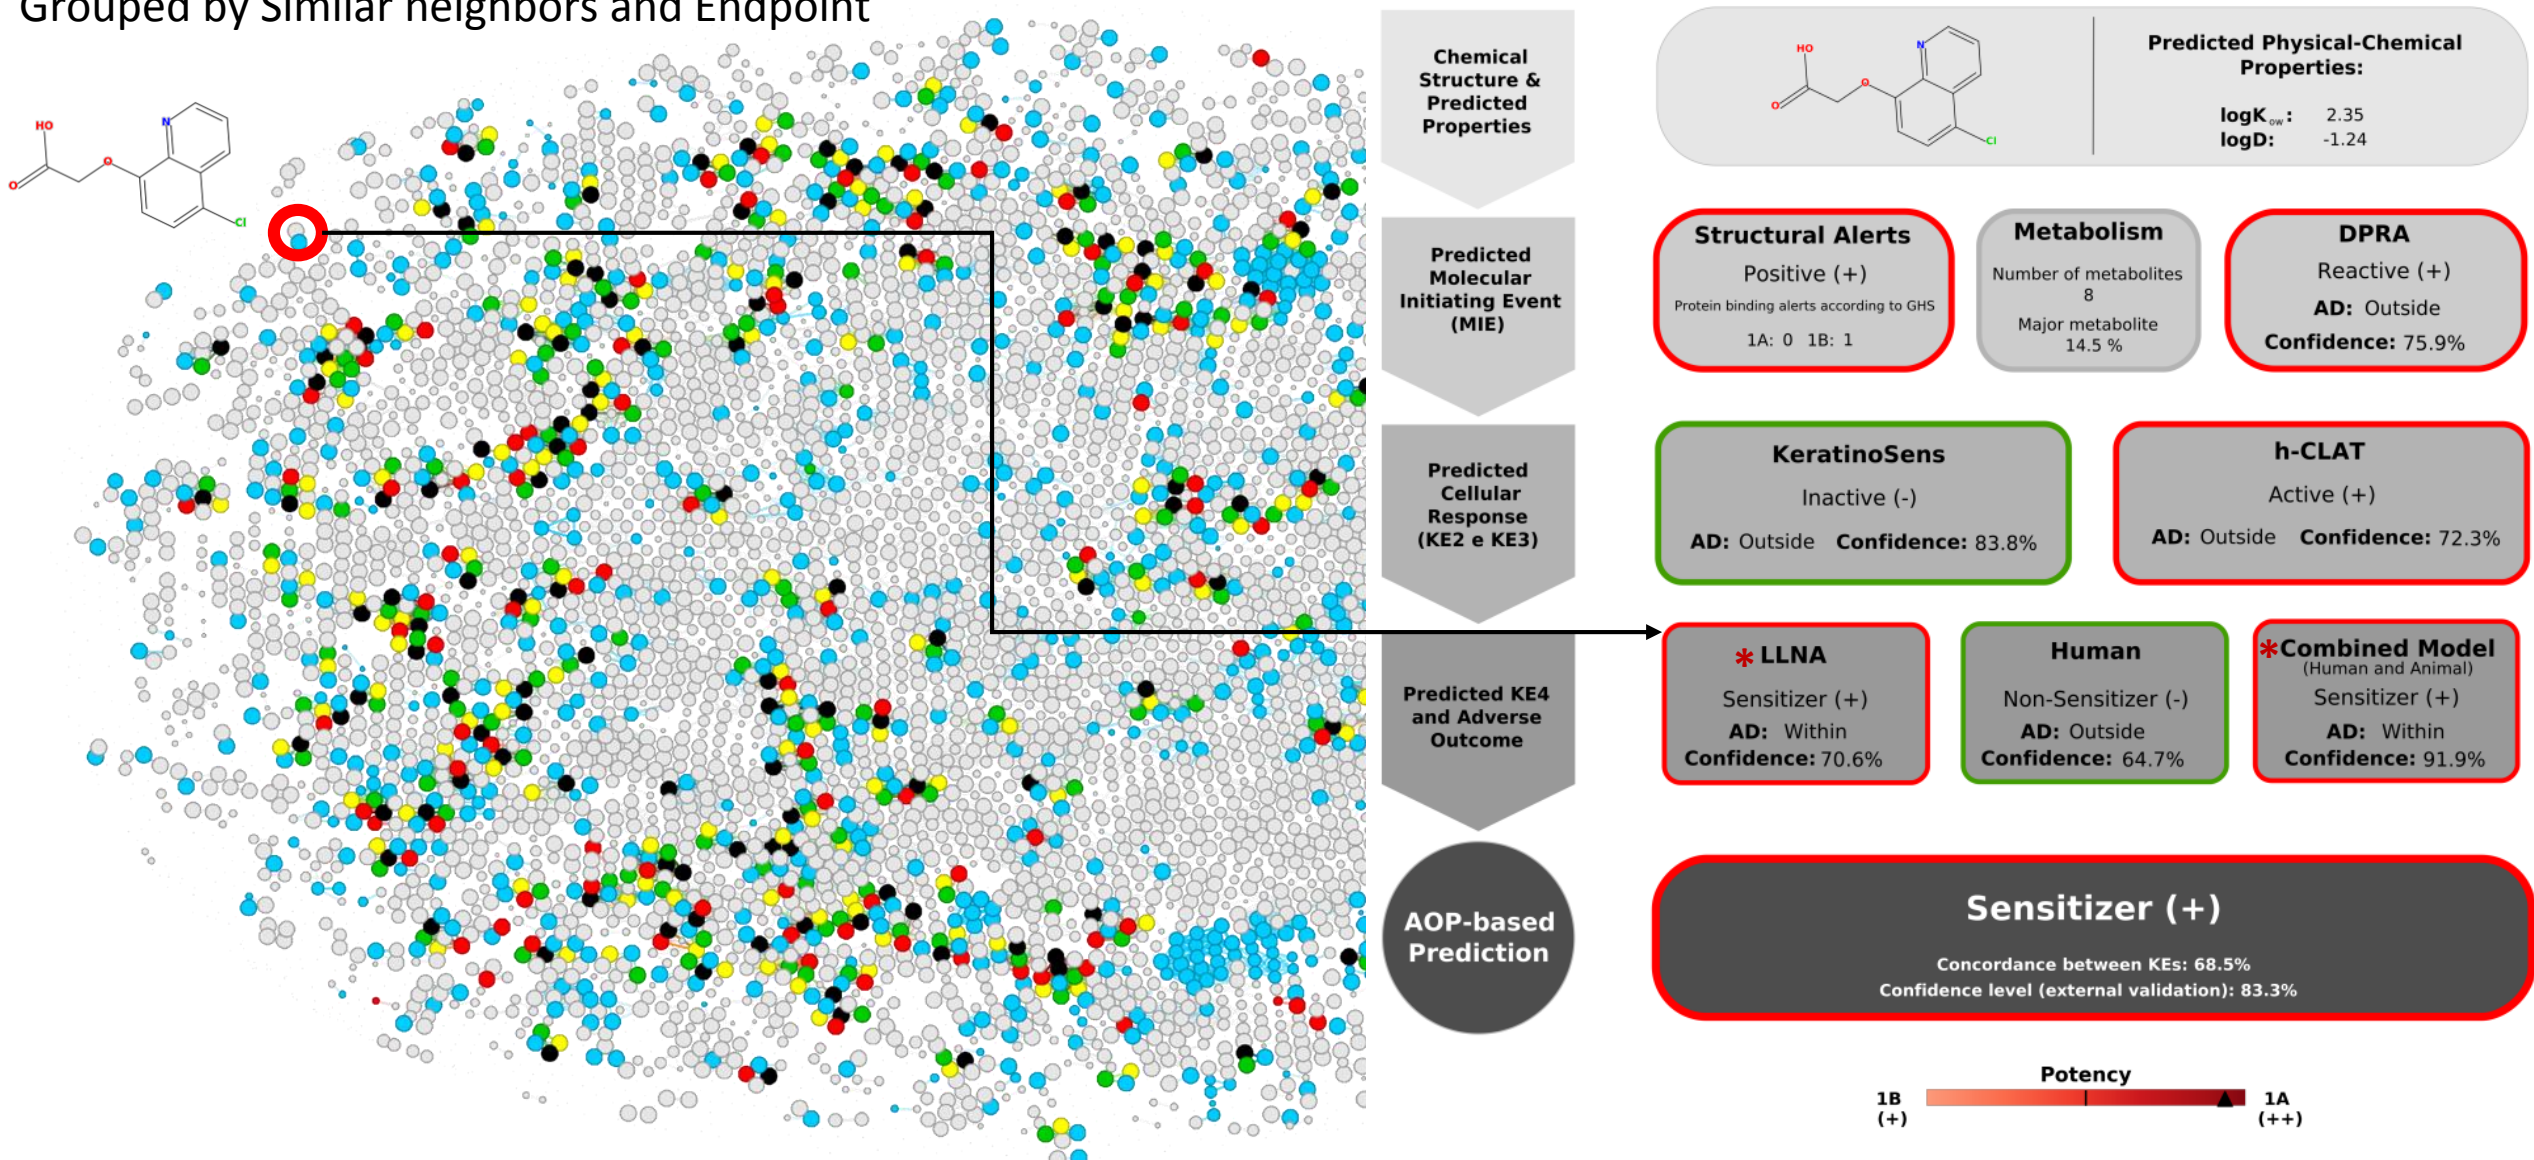 Grouped by Similar neighbors and Endpoint
HO
O
O
N
Cl
Chemical
Structure &
Predicted
Properties
HO
O
O
N
Cl
Predicted Physical-Chemical
Properties:
logKow: 2.35
logD: -1.24
Predicted
Molecular
Initiating Event
(MIE)
Structural Alerts
Positive (+)
Protein binding alerts according to GHS
1A: 0 1B: 1
Metabolism
Number of metabolites
8
Major metabolite
14.5 %
DPRA
Reactive (+)
AD: Outside
Confidence: 75.9%
Predicted
Cellular
Response
(KE2 e KE3)
KeratinoSens
Inactive (-)
AD: Outside Confidence: 83.8%
h-CLAT
Active (+)
AD: Outside Confidence: 72.3%
Predicted KE4
and Adverse
Outcome
* LLNA
Sensitizer (+)
AD: Within
Confidence: 70.6%
Human
Non-Sensitizer (-)
AD: Outside
Confidence: 64.7%
*Combined Model
(Human and Animal)
Sensitizer (+)
AD: Within
Confidence: 91.9%
AOP-based
Prediction
Sensitizer (+)
Concordance between KEs: 68.5%
Confidence level (external validation): 83.3%
Potency
1B
(+)
1A
(++)